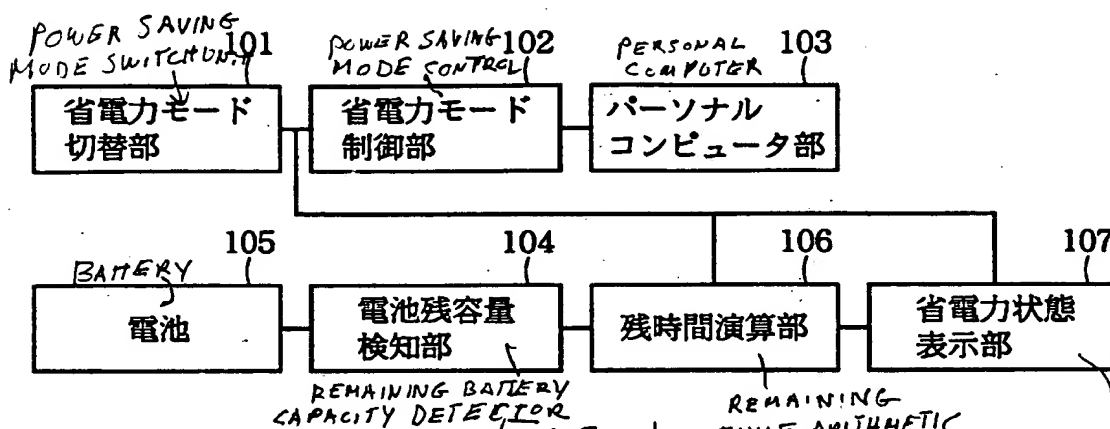 POWER SAVING
MODE SWITCH UNIT
101
POWER SAVING
MODE CONTROL
102
PERSONAL
COMPUTER
103
省電力モード
切替部
省電力モード
制御部
パーソナル
コンピュータ部
105
104
106
107
BATTERY
電池
電池残容量
検知部
残時間演算部
省電力状態
表示部
REMAINING BATTERY
CAPACITY DETECTOR
REMAINING
ARITHMETIC